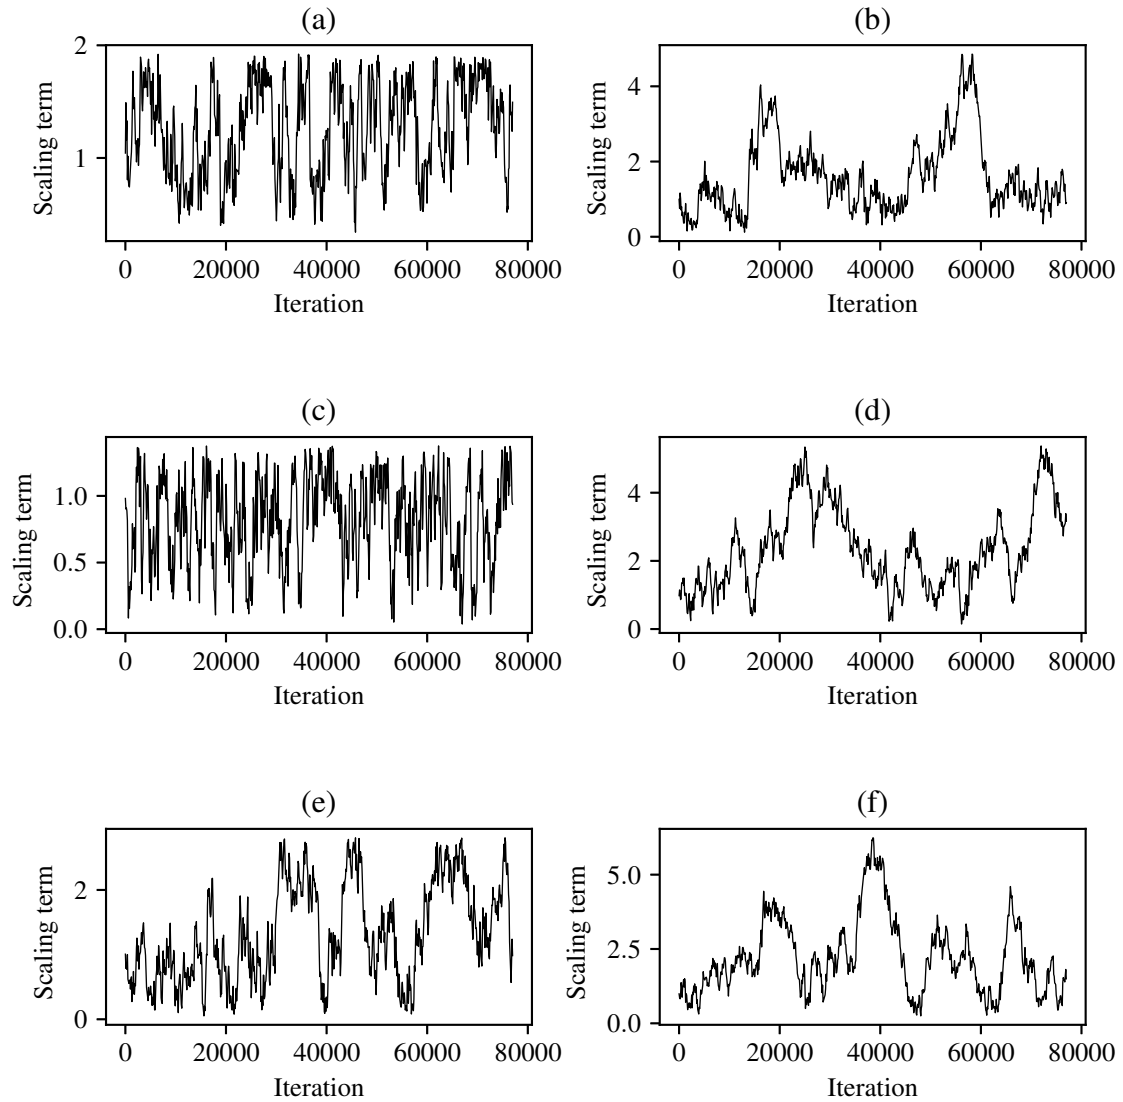 (a)
2
1
Scaling term
0 20000 40000 60000 80000
Iteration
(b)
4
2
0
Scaling term
0 20000 40000 60000 80000
Iteration
(c)
1.0
0.5
0.0
Scaling term
0 20000 40000 60000 80000
Iteration
(d)
4
2
0
Scaling term
0 20000 40000 60000 80000
Iteration
(e)
2
0
Scaling term
0 20000 40000 60000 80000
Iteration
(f)
5.0
2.5
0.0
Scaling term
0 20000 40000 60000 80000
Iteration